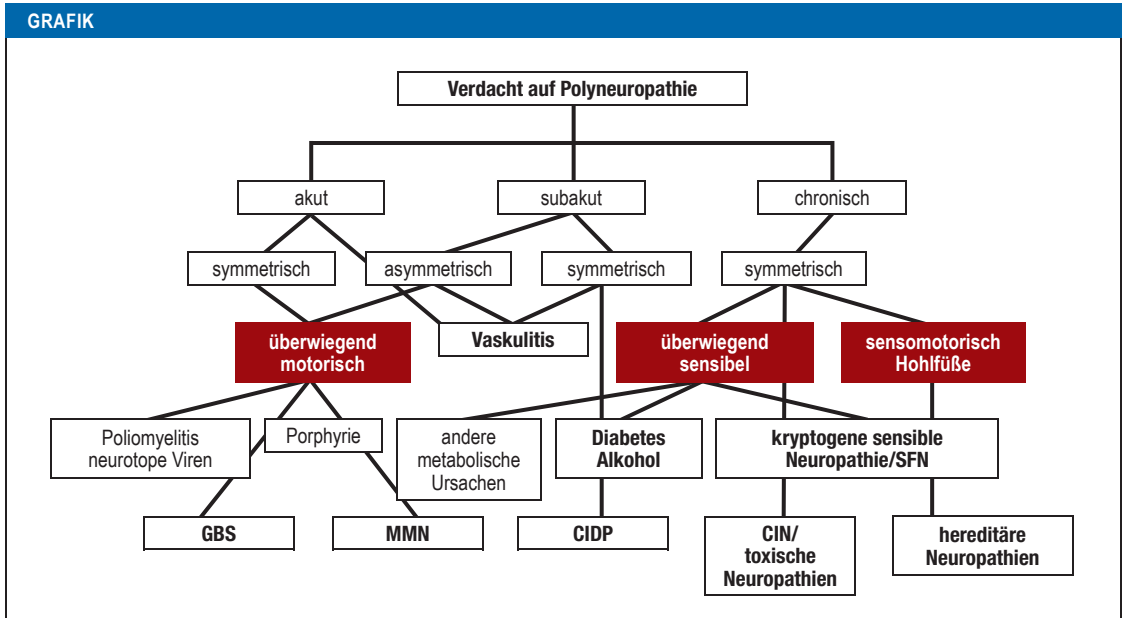 GRAFIK
Verdacht auf Polyneuropathie
akut
subakut
chronisch
symmetrisch
asymmetrisch
symmetrisch
symmetrisch
überwiegend
motorisch
Vaskulitis
überwiegend
sensibel
sensomotorisch
Hohlfüße
Poliomyelitis
neurotope Viren
Porphyrie
andere
metabolische
Ursachen
Diabetes
Alkohol
kryptogene sensible
Neuropathie/SFN
GBS
MMN
CIDP
CIN/
toxische
Neuropathien
hereditäre
Neuropathien